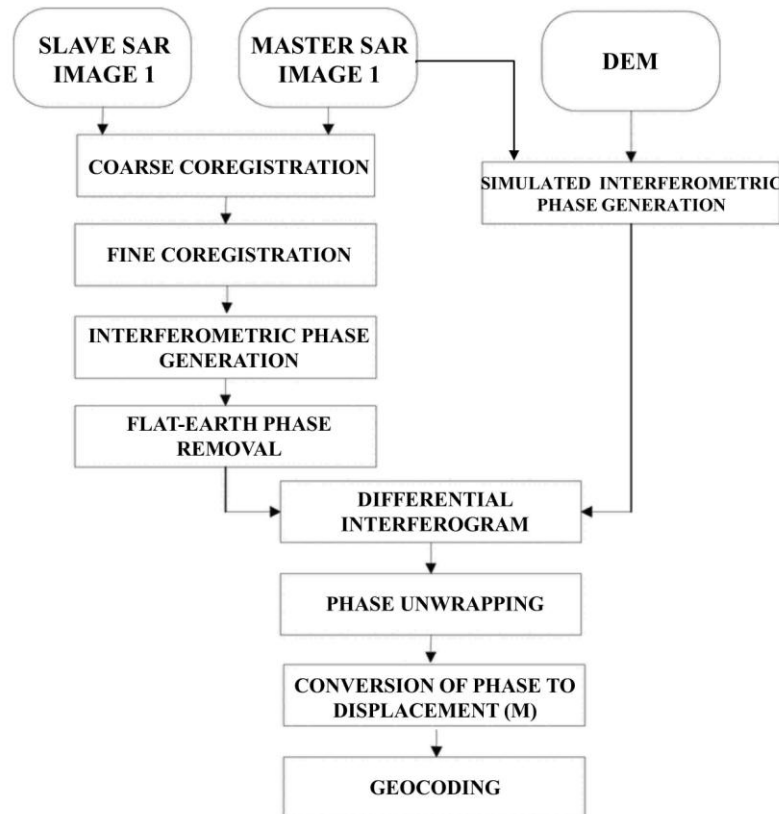 SLAVE SAR
IMAGE 1
MASTER SAR
IMAGE 1
DEM
COARSE COREGISTRATION
SIMULATED INTERFEROMETRIC
PHASE GENERATION
FINE COREGISTRATION
INTERFEROMETRIC PHASE
GENERATION
FLAT-EARTH PHASE
REMOVAL
DIFFERENTIAL
INTERFEROGRAM
PHASE UNWRAPPING
CONVERSION OF PHASE TO
DISPLACEMENT (M)
GEOCODING